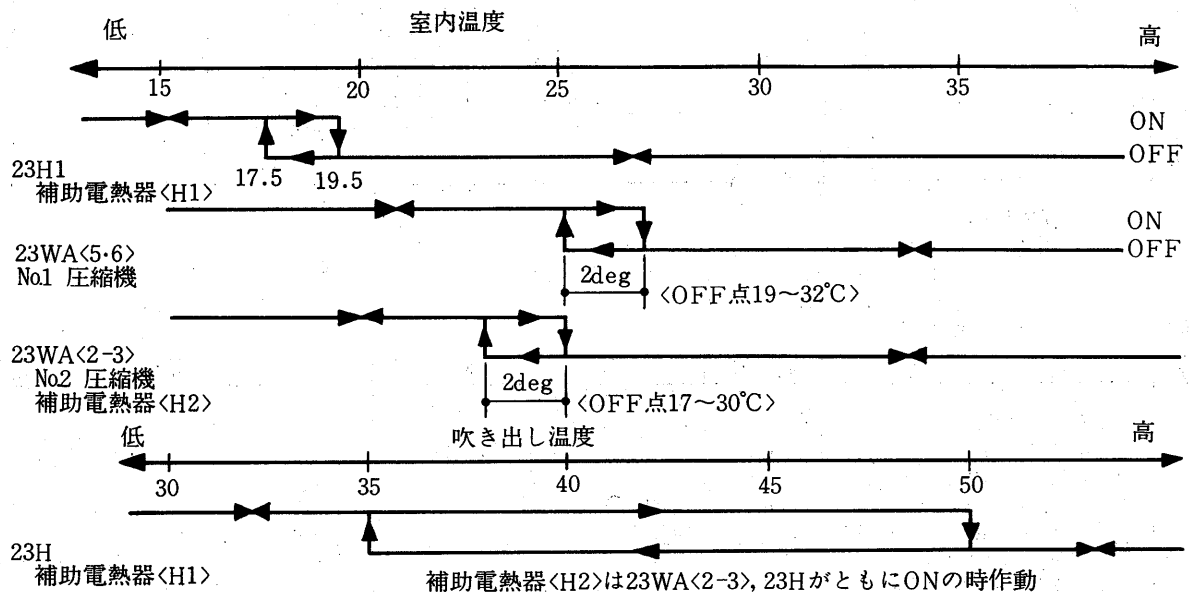 低 室内温度 高
15 20 25 30 35
ON
OFF
17.5 19.5
23H1
補助電熱器<H1>
ON
OFF
23WA<5·6>
No.1 圧縮機
2deg
<OFF点19~32℃>
23WA<2-3>
No.2 圧縮機
補助電熱器<H2>
2deg
<OFF点17~30℃>
低 吹き出し温度 高
30 35 40 45 50
23H
補助電熱器<H1>
補助電熱器<H2>は23WA<2-3>, 23HがともにONの時作動